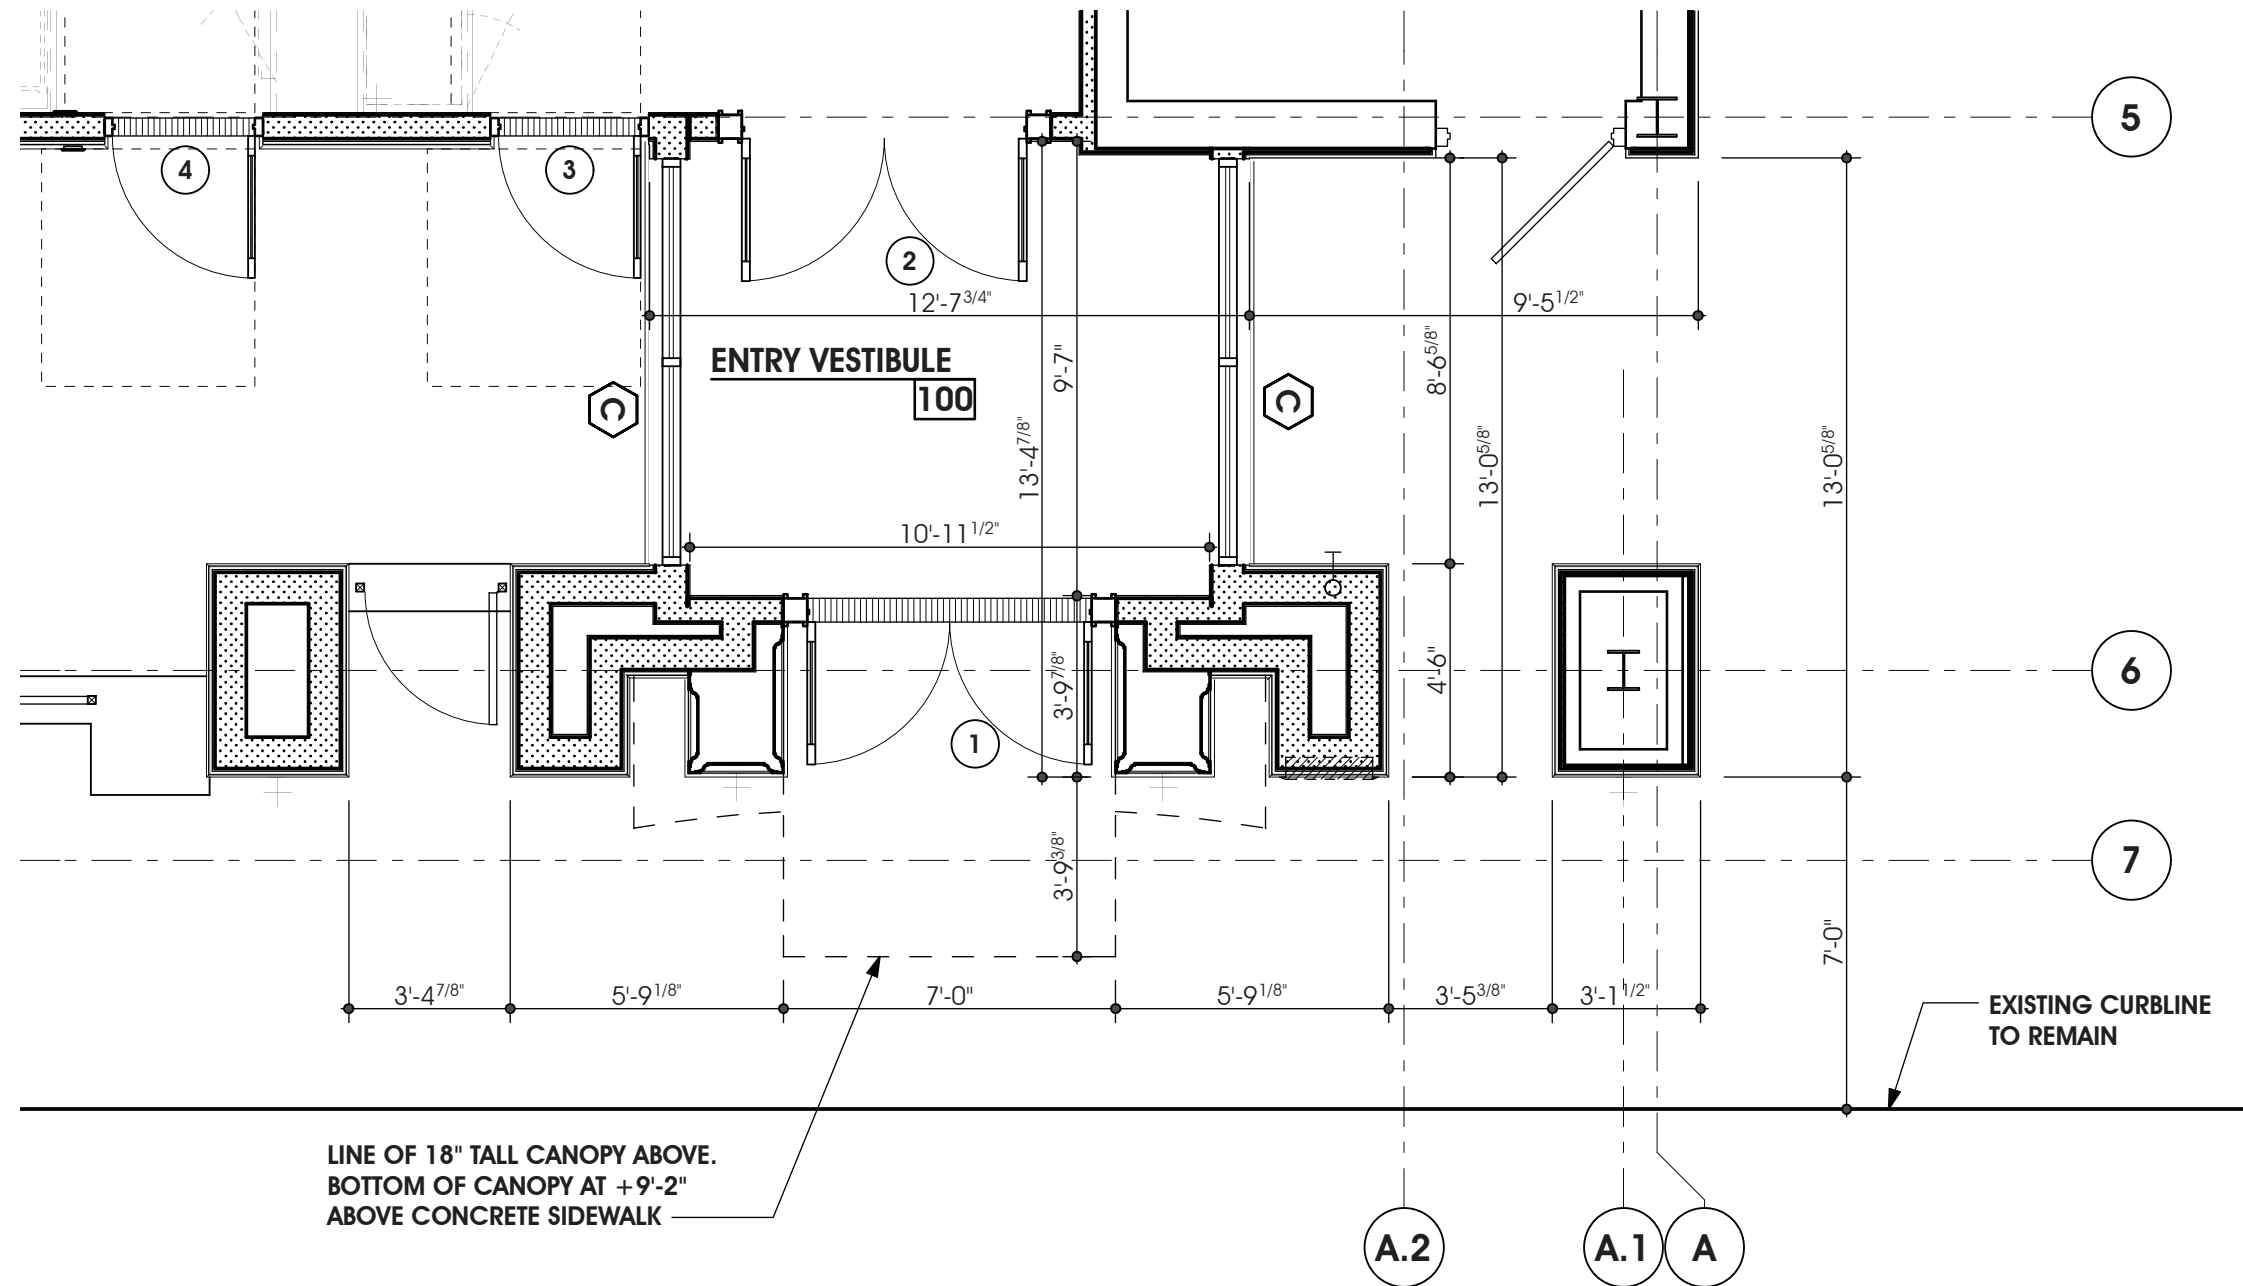 5
4
3
2
12'-7 3/4"
9'-5 1/2"
ENTRY VESTIBULE
100
C
C
9'-7"
8'-6 5/8"
13'-4 7/8"
13'-0 5/8"
13'-0 5/8"
10'-11 1/2"
6
3'-9 7/8"
4'-6"
1
7
3'-9 3/8"
7'-0"
3'-4 7/8"
5'-9 1/8"
7'-0"
5'-9 1/8"
3'-5 3/8"
3'-1 1/2"
EXISTING CURBLINE
TO REMAIN
LINE OF 18" TALL CANOPY ABOVE.
BOTTOM OF CANOPY AT +9'-2"
ABOVE CONCRETE SIDEWALK
A.2
A.1
A